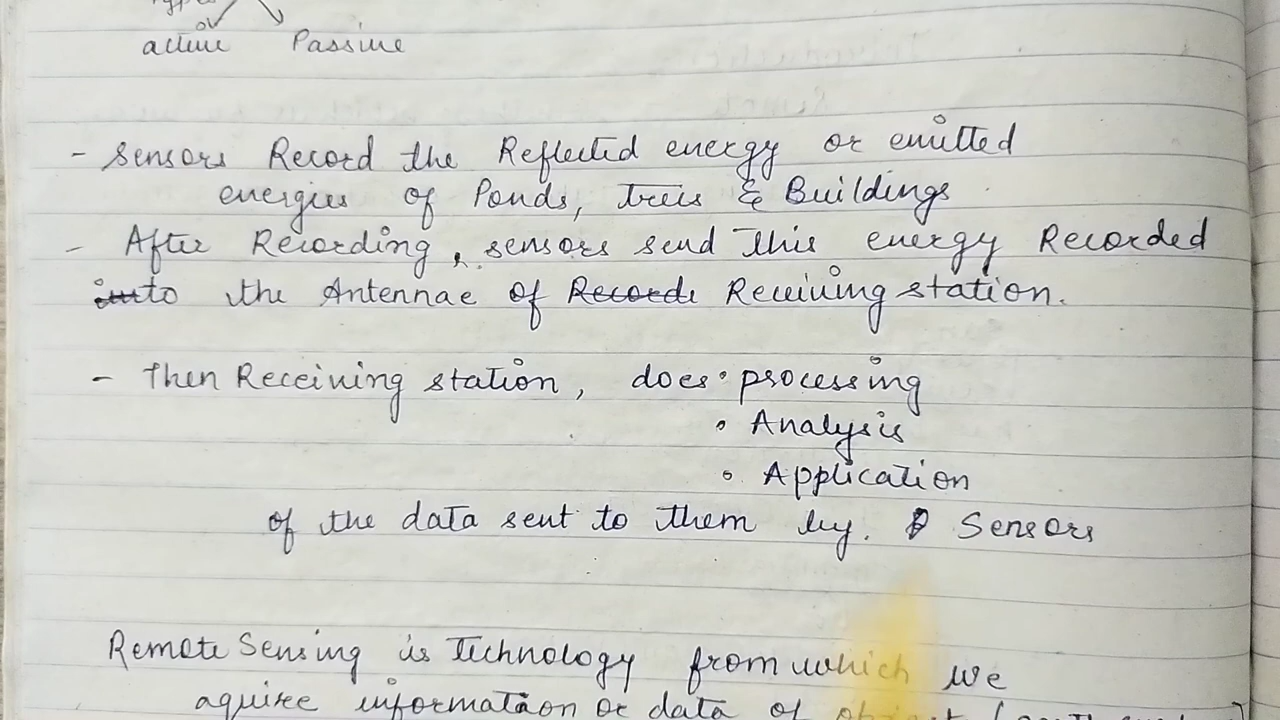 active Passive
- Sensors Record the Reflected energy or emitted
energies of Ponds, trees & Buildings
- After Recording, sensors send this energy Recorded
to the Antennae of Receiving station.
- Then Receiving station, does • processing
• Analysis
• Application
of the data sent to them by. Sensors
Remote Sensing is Technology from which we
aquire information or data of